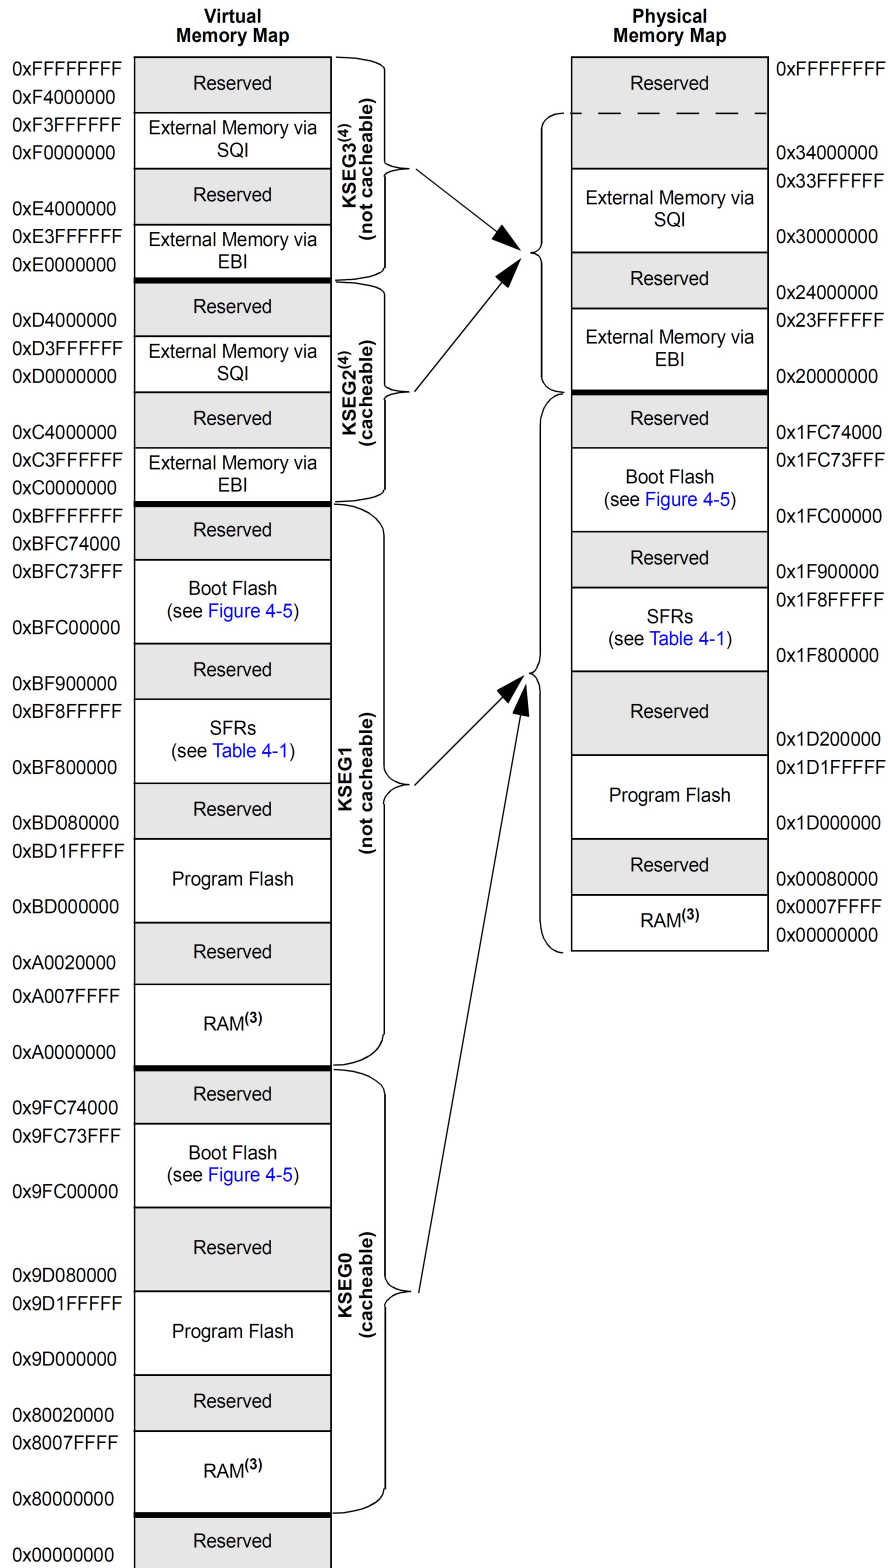 Virtual
Memory Map
0xFFFFFFFF
Reserved
0xF4000000
0xF3FFFFFF
External Memory via
SQI
0xF0000000
Reserved
0xE4000000
0xE3FFFFFF
External Memory via
EBI
0xE0000000
KSEG3(4)
(not cacheable)
Reserved
0xD4000000
0xD3FFFFFF
External Memory via
SQI
0xD0000000
Reserved
0xC4000000
0xC3FFFFFF
External Memory via
EBI
0xC0000000
KSEG2(4)
(cacheable)
0xBFFFFFFF
Reserved
0xBFC74000
0xBFC73FFF
Boot Flash
(see Figure 4-5)
0xBFC00000
Reserved
0xBF900000
0xBF8FFFFF
SFRs
(see Table 4-1)
0xBF800000
Reserved
0xBD080000
0xBD1FFFFF
Program Flash
0xBD000000
Reserved
0xA0020000
0xA007FFFF
RAM(3)
0xA0000000
KSEG1
(not cacheable)
Reserved
0x9FC74000
0x9FC73FFF
Boot Flash
(see Figure 4-5)
0x9FC00000
Reserved
0x9D080000
0x9D1FFFFF
Program Flash
0x9D000000
Reserved
0x80020000
0x8007FFFF
RAM(3)
0x80000000
KSEG0
(cacheable)
Reserved
0x00000000
Physical
Memory Map
0xFFFFFFFF
Reserved
0x34000000
0x33FFFFFF
External Memory via
SQI
0x30000000
Reserved
0x24000000
0x23FFFFFF
External Memory via
EBI
0x20000000
Reserved
0x1FC74000
0x1FC73FFF
Boot Flash
(see Figure 4-5)
0x1FC00000
Reserved
0x1F900000
0x1F8FFFFF
SFRs
(see Table 4-1)
0x1F800000
Reserved
0x1D200000
0x1D1FFFFF
Program Flash
0x1D000000
Reserved
0x00080000
0x0007FFFF
RAM(3)
0x00000000